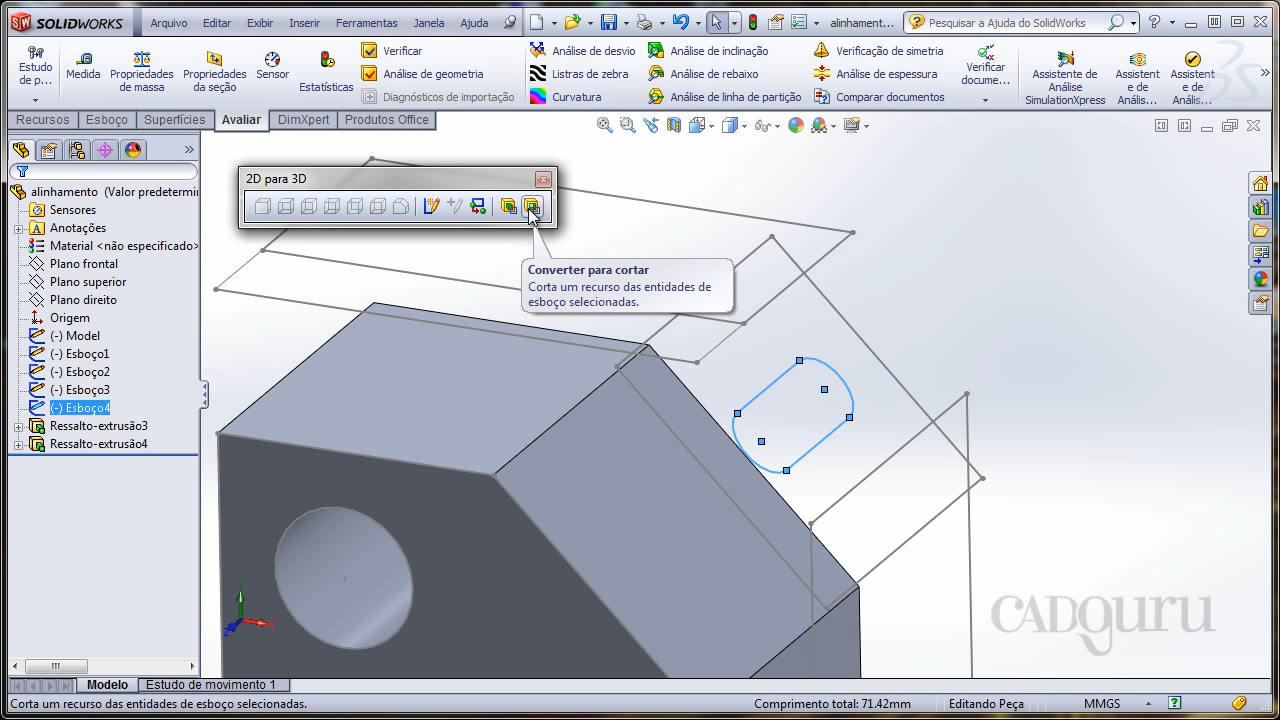 SOLIDWORKS Arquivo Editar Exibir Inserir Ferramentas Janela Ajuda alinhament... Pesquisar a Ajuda do SolidWorks
Estudo
de p...
Medida
Propriedades
de massa
Propriedades
da seção
Sensor
Estatísticas
Verificar
Análise de geometria
Diagnósticos de importação
Análise de desvio
Listras de zebra
Curvatura
Análise de inclinação
Análise de rebaixo
Análise de linha de partição
Verificação de simetria
Análise de espessura
Comparar documentos
Verificar
docume...
Assistente de
Análise
SimulationXpress
Assistent
e de
Anális...
Assistent
e de
Anális...
Recursos Esboço Superfícies Avaliar DimXpert Produtos Office
2D para 3D
Converter para cortar
Corta um recurso das entidades de
esboço selecionadas.
alinhamento (Valor predetermin
Sensores
Anotações
Material <não especificado>
Plano frontal
Plano superior
Plano direito
Origem
(-) Model
(-) Esboço1
(-) Esboço2
(-) Esboço3
(-) Esboço4
Ressalto-extrusão3
Ressalto-extrusão4
CADguru
Modelo Estudo de movimento 1
Corta um recurso das entidades de esboço selecionadas. Comprimento total: 71.42mm Editando Peça MMGS